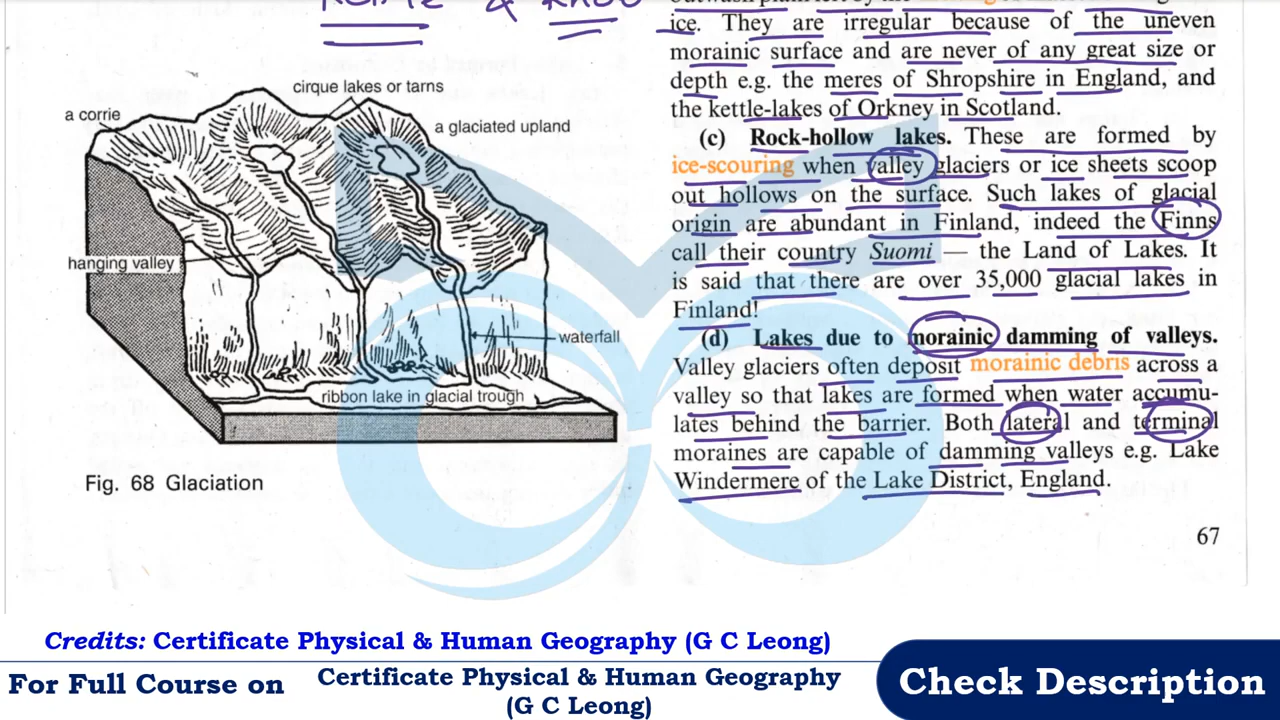 & 
a corrie
cirque lakes or tarns
a glaciated upland
hanging valley
waterfall
ribbon lake in glacial trough
Fig. 68 Glaciation
ice. They are irregular because of the uneven
morainic surface and are never of any great size or
depth e.g. the meres of Shropshire in England, and
the kettle-lakes of Orkney in Scotland.
(c) Rock-hollow lakes. These are formed by
ice-scouring when valley glaciers or ice sheets scoop
out hollows on the surface. Such lakes of glacial
origin are abundant in Finland, indeed the Finns
call their country Suomi — the Land of Lakes. It
is said that there are over 35,000 glacial lakes in
Finland!
(d) Lakes due to morainic damming of valleys.
Valley glaciers often deposit morainic debris across a
valley so that lakes are formed when water accumu-
lates behind the barrier. Both lateral and terminal
moraines are capable of damming valleys e.g. Lake
Windermere of the Lake District, England.
67
Credits: Certificate Physical & Human Geography (G C Leong)
For Full Course on
Certificate Physical & Human Geography
(G C Leong)
Check Description